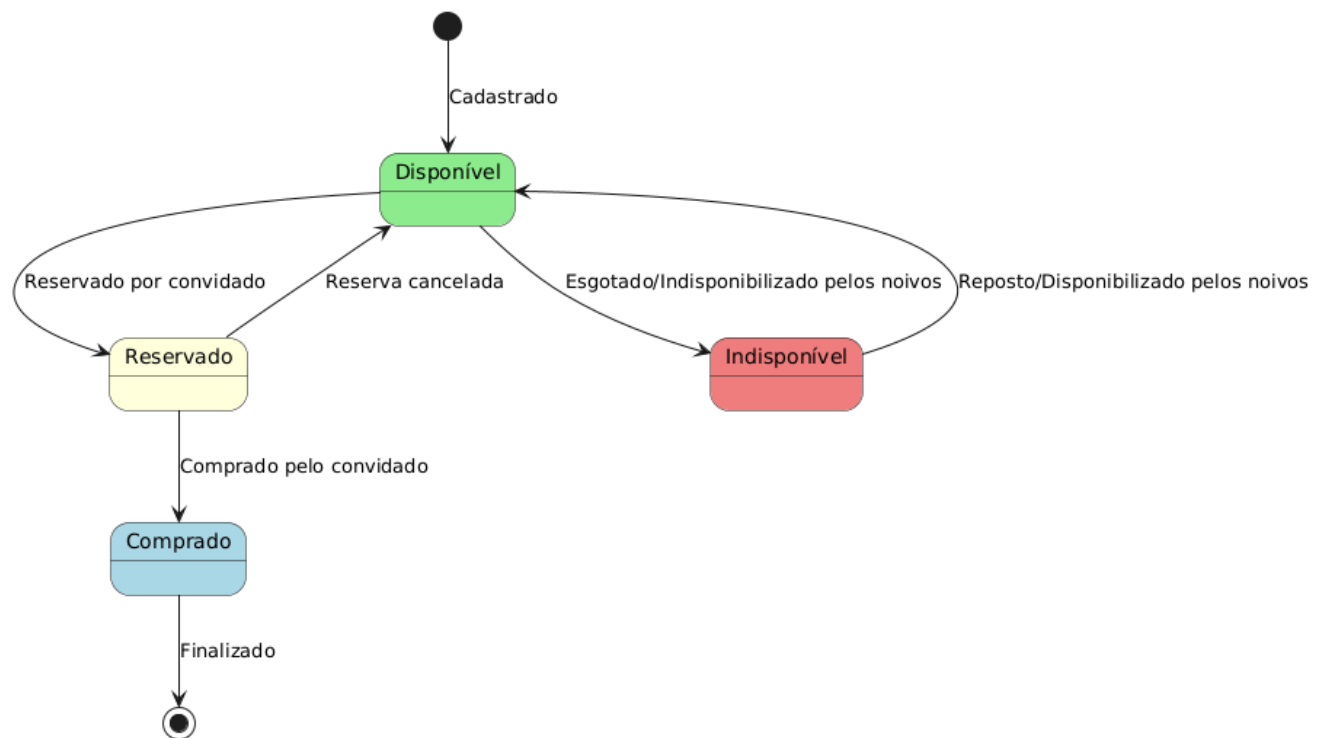 Cadastrado
Disponível
Reservado por convidado
Reserva cancelada
Esgotado/Indisponibilizado pelos noivos
Reposto/Disponibilizado pelos noivos
Reservado
Indisponível
Comprado pelo convidado
Comprado
Finalizado